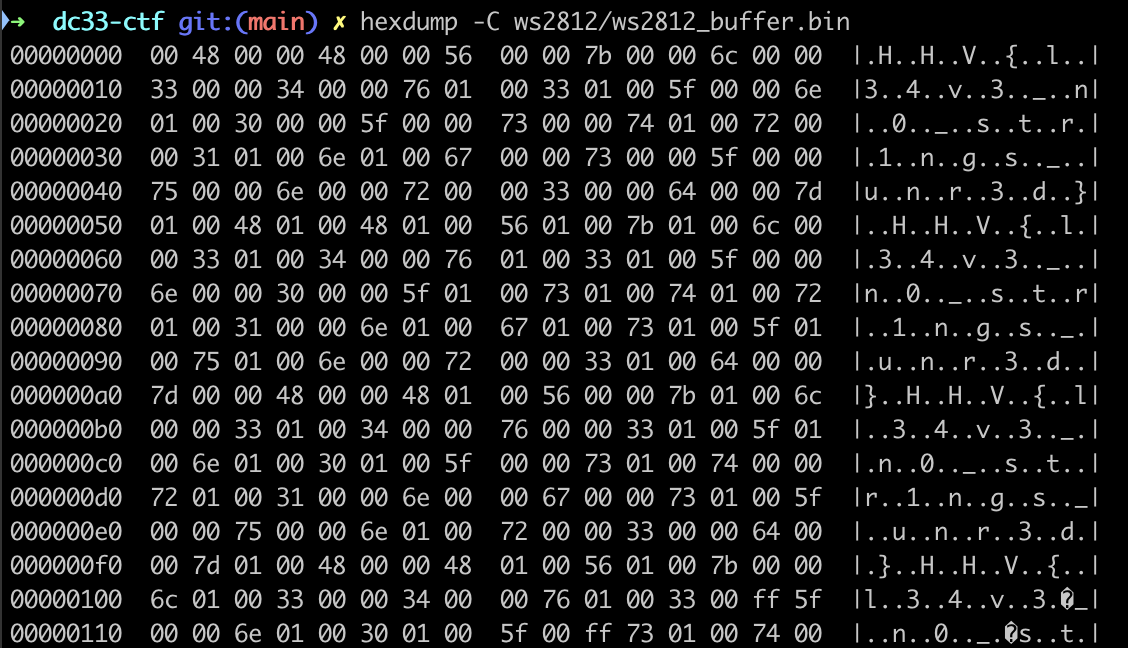 ➜ dc33-ctf git:(main) ✗ hexdump -C ws2812/ws2812_buffer.bin
00000000  00 48 00 00 48 00 00 56  00 00 7b 00 00 6c 00 00  |.H..H..V..{..l..|
00000010  33 00 00 34 00 00 76 01  00 33 01 00 5f 00 00 6e  |3..4..v..3.._..n|
00000020  01 00 30 00 00 5f 00 00  73 00 00 74 01 00 72 00  |..0.._..s..t..r.|
00000030  00 31 01 00 6e 01 00 67  00 00 73 00 00 5f 00 00  |.1..n..g..s.._..|
00000040  75 00 00 6e 00 00 72 00  00 33 00 00 64 00 00 7d  |u..n..r..3..d..}|
00000050  01 00 48 01 00 48 01 00  56 01 00 7b 01 00 6c 00  |..H..H..V..{..l.|
00000060  00 33 01 00 34 00 00 76  01 00 33 01 00 5f 00 00  |.3..4..v..3.._..|
00000070  6e 00 00 30 00 00 5f 01  00 73 01 00 74 01 00 72  |n..0.._..s..t..r|
00000080  01 00 31 00 00 6e 01 00  67 01 00 73 01 00 5f 01  |..1..n..g..s.._.|
00000090  00 75 01 00 6e 00 00 72  00 00 33 01 00 64 00 00  |.u..n..r..3..d..|
000000a0  7d 00 00 48 00 00 48 01  00 56 00 00 7b 01 00 6c  |}..H..H..V..{..l|
000000b0  00 00 33 01 00 34 00 00  76 00 00 33 01 00 5f 01  |..3..4..v..3.._.|
000000c0  00 6e 01 00 30 01 00 5f  00 00 73 01 00 74 00 00  |.n..0.._..s..t..|
000000d0  72 01 00 31 00 00 6e 00  00 67 00 00 73 01 00 5f  |r..1..n..g..s.._|
000000e0  00 00 75 00 00 6e 01 00  72 00 00 33 00 00 64 00  |..u..n..r..3..d.|
000000f0  00 7d 01 00 48 00 00 48  01 00 56 01 00 7b 00 00  |.}..H..H..V..{..|
00000100  6c 01 00 33 00 00 34 00  00 76 01 00 33 00 ff 5f  |l..3..4..v..3.�_|
00000110  00 00 6e 01 00 30 01 00  5f 00 ff 73 01 00 74 00  |..n..0.._.�s..t.|